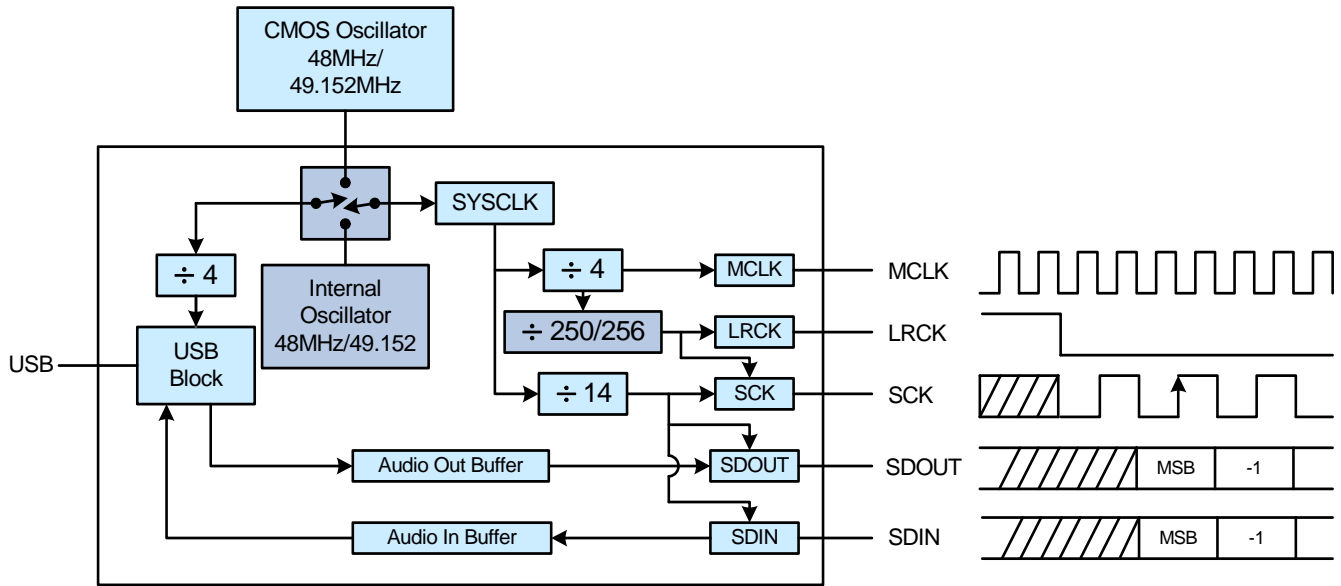 CMOS Oscillator
48MHz/
49.152MHz
SYSCLK
÷ 4
÷ 4
MCLK
MCLK
Internal
Oscillator
48MHz/49.152
÷ 250/256
LRCK
LRCK
USB
USB
Block
÷ 14
SCK
SCK
Audio Out Buffer
SDOUT
SDOUT
MSB
-1
Audio In Buffer
SDIN
SDIN
MSB
-1